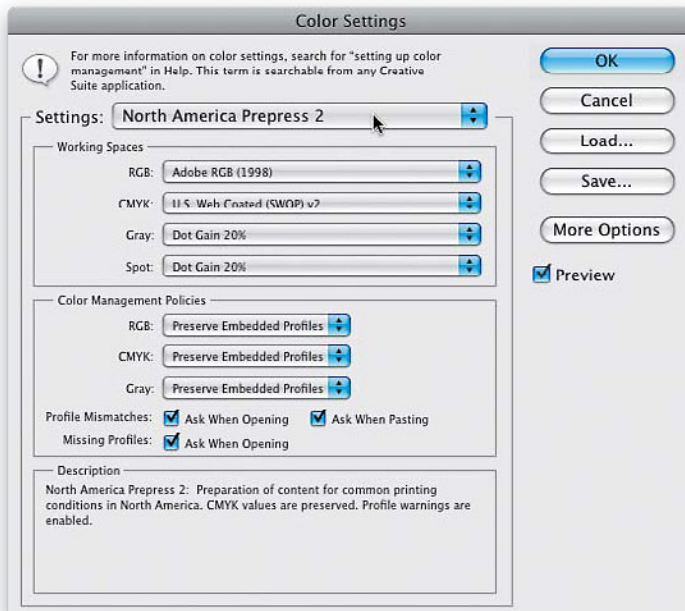 Color Settings
For more information on color settings, search for "setting up color
management" in Help. This term is searchable from any Creative
Suite application.
Settings: North America Prepress 2
Working Spaces
RGB: Adobe RGB (1998)
CMYK: U.S. Web Coated (SWOP) v2
Gray: Dot Gain 20%
Spot: Dot Gain 20%
Color Management Policies
RGB: Preserve Embedded Profiles
CMYK: Preserve Embedded Profiles
Gray: Preserve Embedded Profiles
Profile Mismatches: Ask When Opening Ask When Pasting
Missing Profiles: Ask When Opening
Description
North America Prepress 2: Preparation of content for common printing
conditions in North America. CMYK values are preserved. Profile warnings are
enabled.
OK
Cancel
Load...
Save...
More Options
Preview